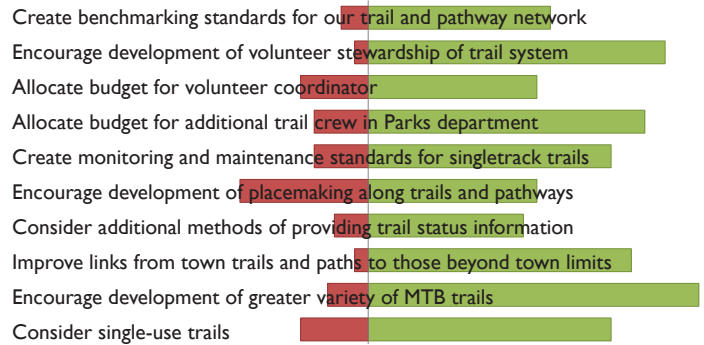 Create benchmarking standards for our trail and pathway network
Encourage development of volunteer stewardship of trail system
Allocate budget for volunteer coordinator
Allocate budget for additional trail crew in Parks department
Create monitoring and maintenance standards for singletrack trails
Encourage development of placemaking along trails and pathways
Consider additional methods of providing trail status information
Improve links from town trails and paths to those beyond town limits
Encourage development of greater variety of MTB trails
Consider single-use trails